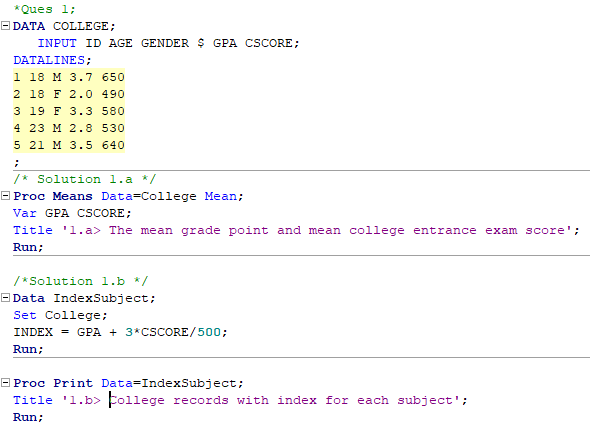 *Ques 1;
DATA COLLEGE;
INPUT ID AGE GENDER $ GPA CSCORE;
DATALINES;
1 18 M 3.7 650
2 18 F 2.0 490
3 19 F 3.3 580
4 23 M 2.8 530
5 21 M 3.5 640
;
/* Solution 1.a */
Proc Means Data=College Mean;
Var GPA CSCORE;
Title '1.a> The mean grade point and mean college entrance exam score';
Run;
/*Solution 1.b */
Data IndexSubject;
Set College;
INDEX = GPA + 3*CSCORE/500;
Run;
Proc Print Data=IndexSubject;
Title '1.b> College records with index for each subject';
Run;